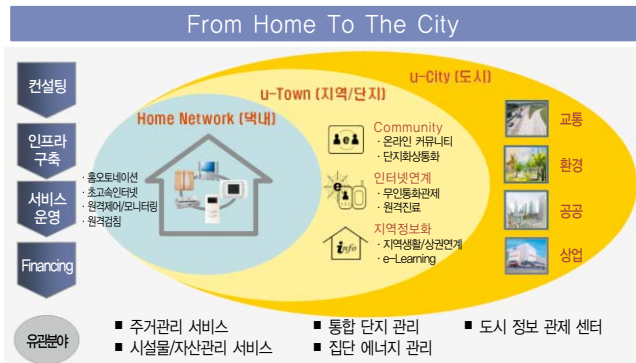 From Home To The City
컨설팅
인프라
구축
서비스
운영
Financing
u-City (도시)
u-Town (지역/단지)
Home Network (댁내)
· 홈오토네이션
· 초고속인터넷
· 원격제어/모니터링
· 원격검침
Community
· 온라인 커뮤니티
· 단지화상통화
인터넷연계
· 무인통화관제
· 원격진료
지역정보화
· 지역생활/상권연계
· e-Learning
e
e
info
교통
환경
공공
상업
유관분야
■ 주거관리 서비스
■ 시설물/자산관리 서비스
■ 통합 단지 관리
■ 집단 에너지 관리
■ 도시 정보 관제 센터